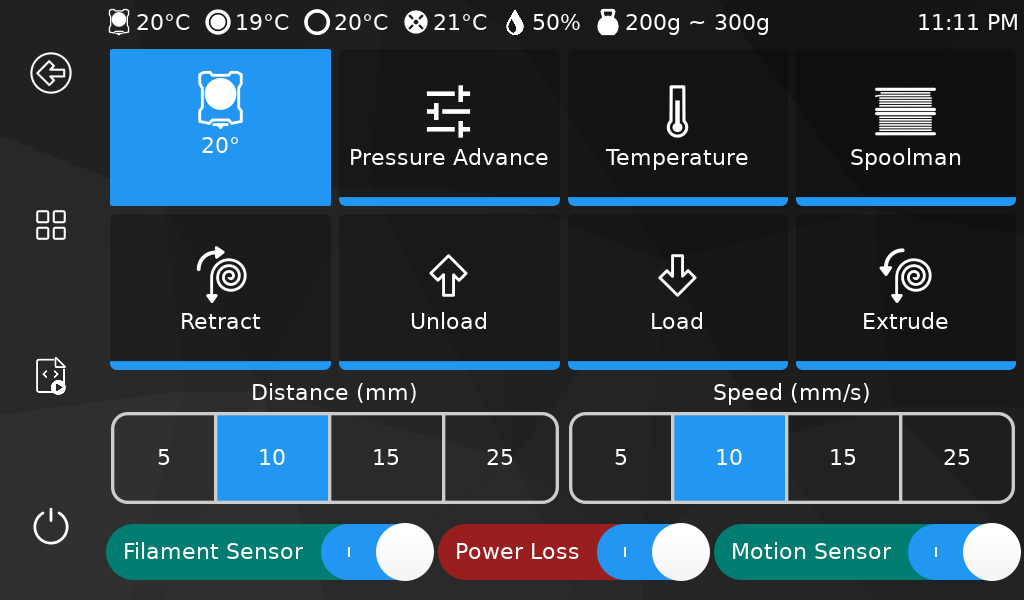 20°C 19°C 20°C 21°C 50% 200g ~ 300g 11:11 PM
20° Pressure Advance Temperature Spoolman
Retract Unload Load Extrude
Distance (mm) Speed (mm/s)
5 10 15 25 5 10 15 25
Filament Sensor Power Loss Motion Sensor